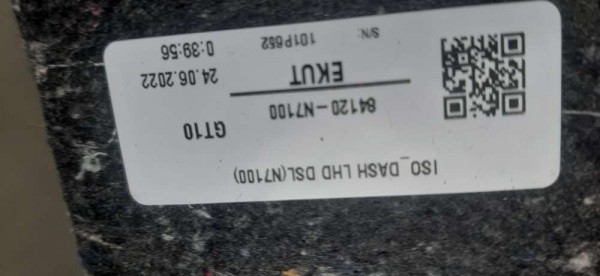 ISO_DASH LHD DSL(N7100)
GT10
84120-N7100
EKUT
24.06.2022
0:39:56
S/N:
101P652